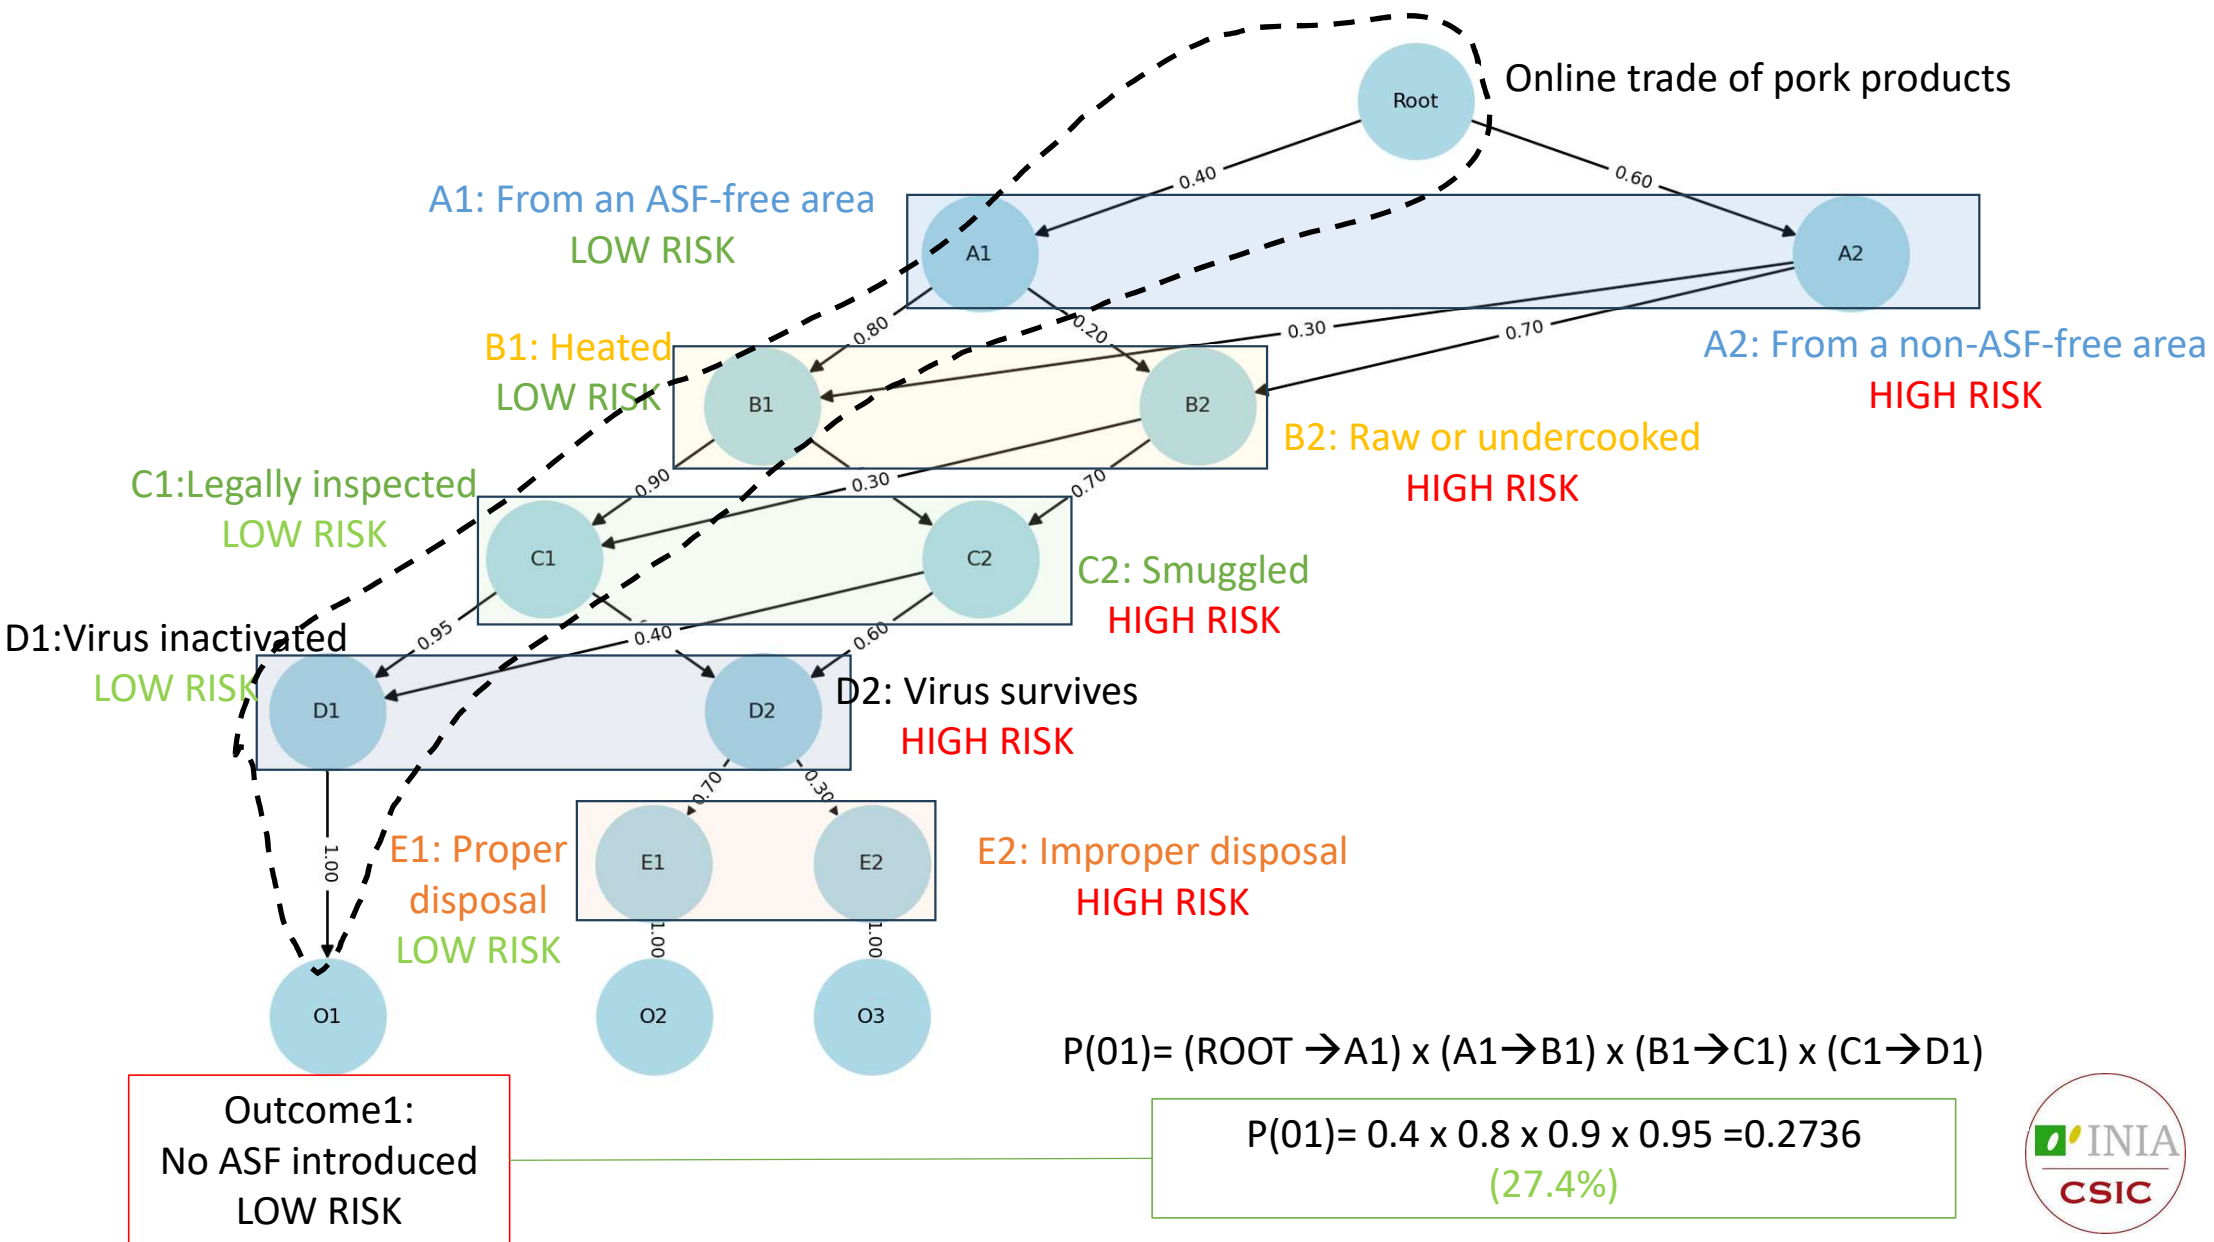 Root
Online trade of pork products
0.40
0.60
A1: From an ASF-free area
LOW RISK
A1
A2
0.80
0.20
0.30
0.70
A2: From a non-ASF-free area
HIGH RISK
B1: Heated
LOW RISK
B1
B2
B2: Raw or undercooked
HIGH RISK
0.90
0.30
0.70
C1:Legally inspected
LOW RISK
C1
C2
C2: Smuggled
HIGH RISK
0.95
0.40
0.60
D1:Virus inactivated
LOW RISK
D1
D2
D2: Virus survives
HIGH RISK
0.70
0.30
1.00
E1: Proper
disposal
LOW RISK
E1
E2
E2: Improper disposal
HIGH RISK
1.00
1.00
O1
O2
O3
P(01)= (ROOT →A1) x (A1→B1) x (B1→C1) x (C1→D1)
Outcome1:
No ASF introduced
LOW RISK
P(01)= 0.4 x 0.8 x 0.9 x 0.95 =0.2736
(27.4%)
INIA
CSIC